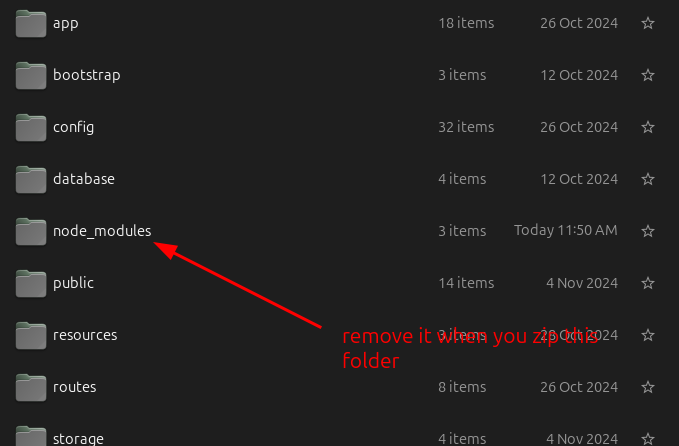 app 18 items 26 Oct 2024
bootstrap 3 items 12 Oct 2024
config 32 items 26 Oct 2024
database 4 items 12 Oct 2024
node_modules 3 items Today 11:50 AM
public 14 items 4 Nov 2024
resources 3 items 28 Oct 2024
remove it when you zip this
folder
routes 8 items 26 Oct 2024
storage 4 items 4 Nov 2024